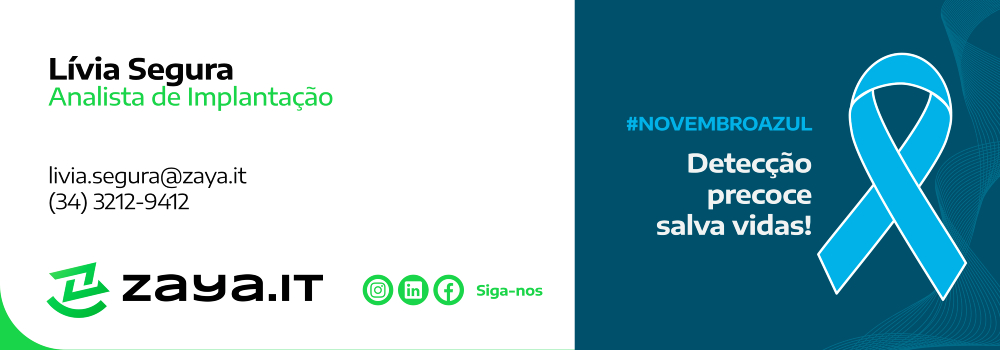 Lívia Segura
Analista de Implantação
livia.segura@zaya.it
(34) 3212-9412
zaya.IT
Siga-nos
#NOVEMBROAZUL
Detecção
precoce
salva vidas!